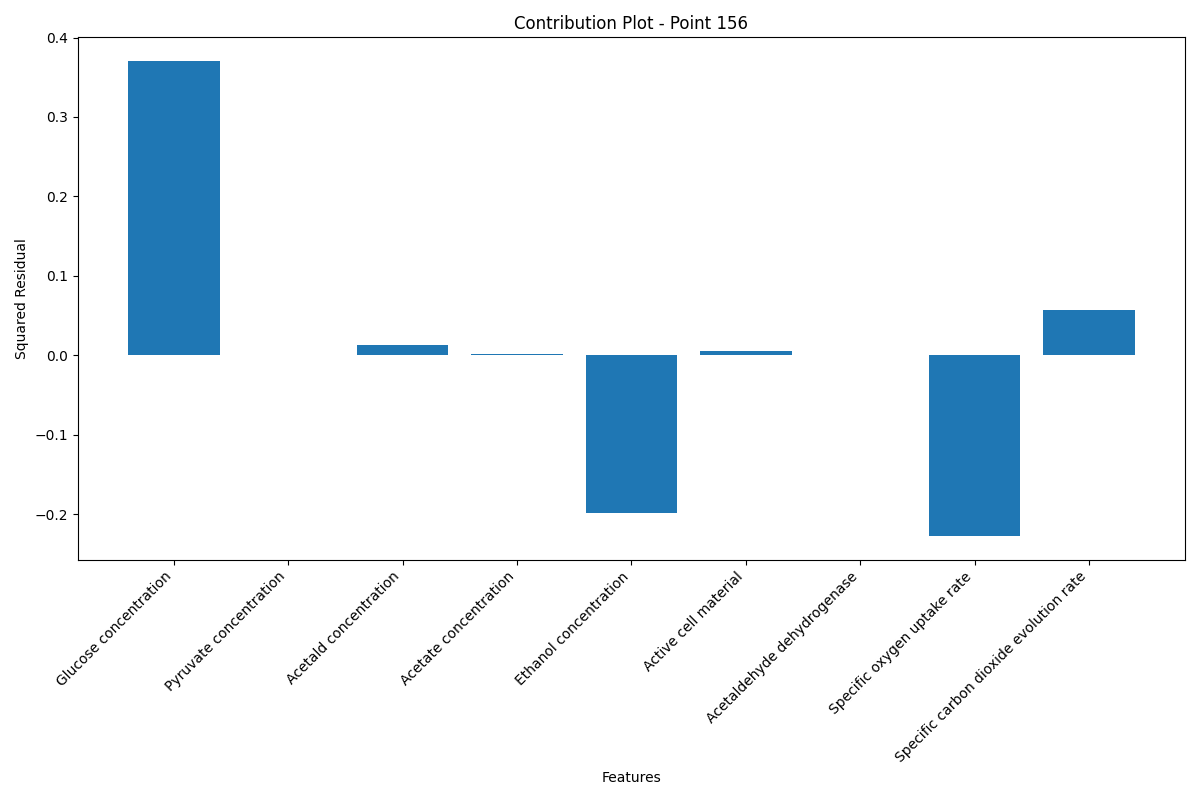 Contribution Plot - Point 156
Squared Residual
0.4
0.3
0.2
0.1
0.0
−0.1
−0.2
Glucose concentration
Pyruvate concentration
Acetald concentration
Acetate concentration
Ethanol concentration
Active cell material
Acetaldehyde dehydrogenase
Specific oxygen uptake rate
Specific carbon dioxide evolution rate
Features